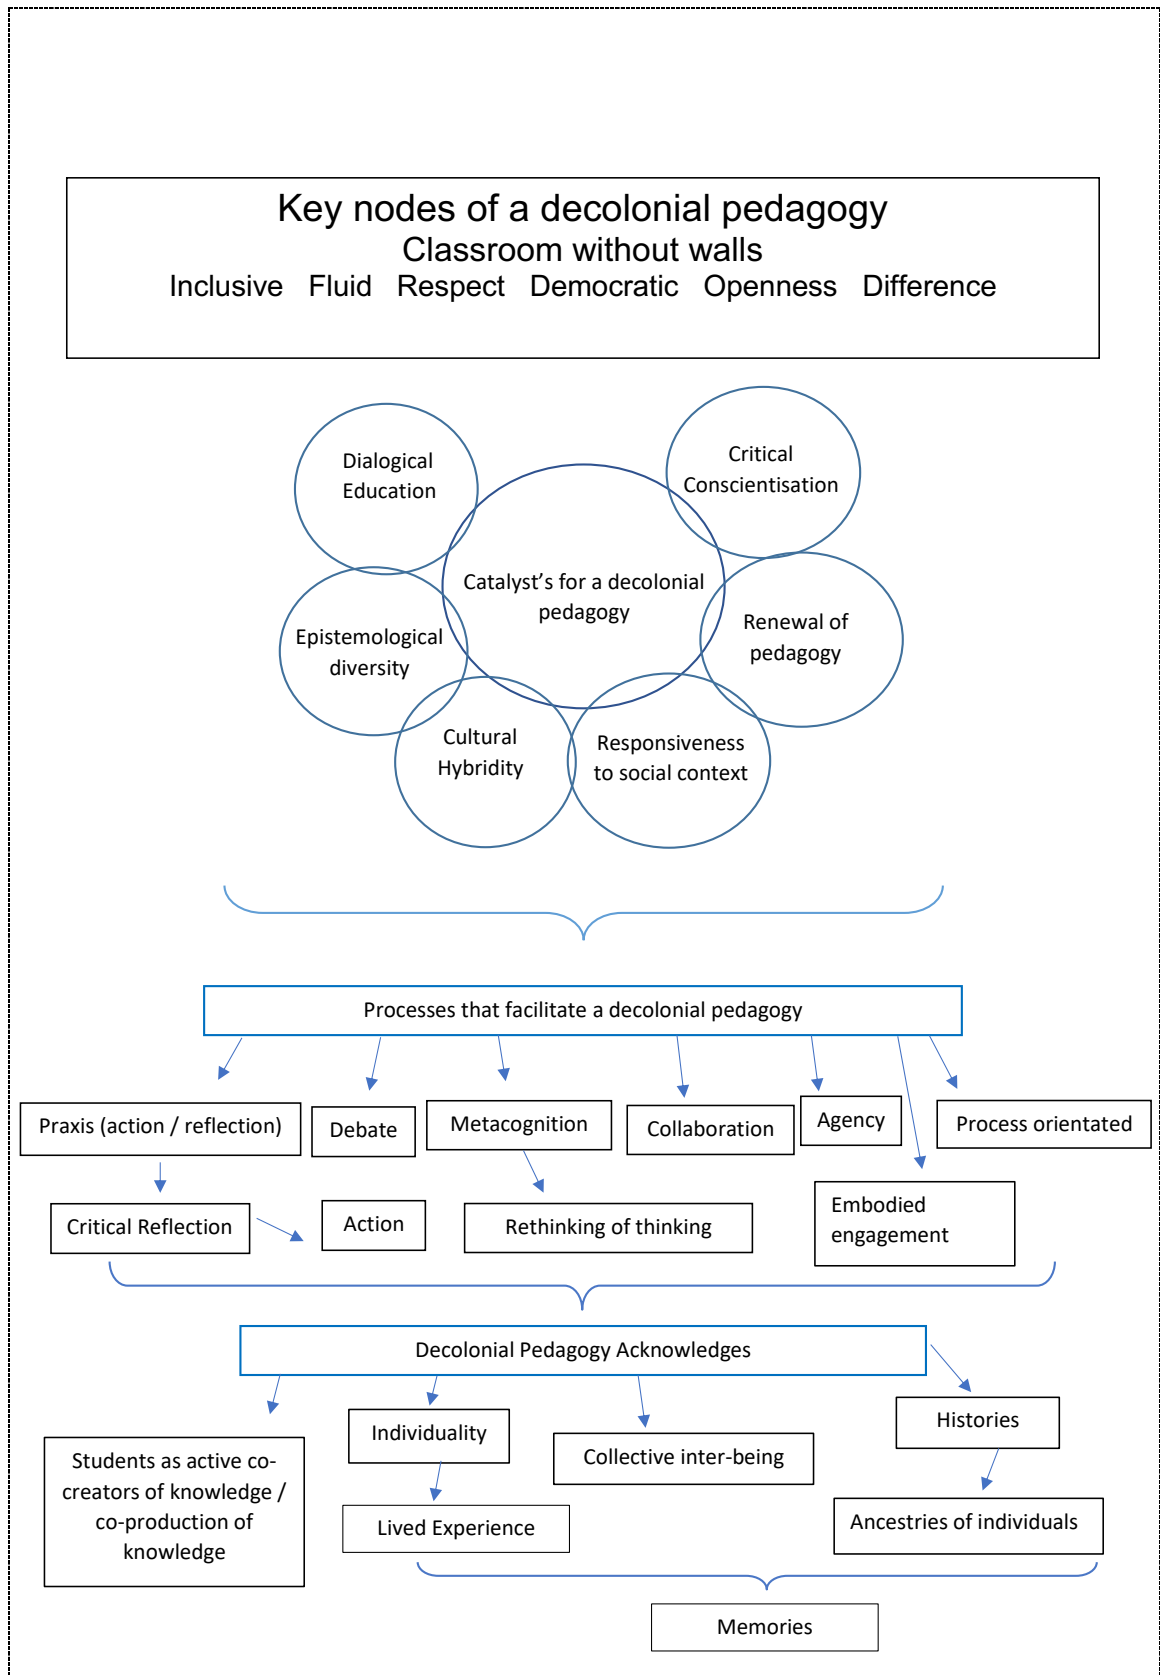 Key nodes of a decolonial pedagogy
Classroom without walls
Inclusive Fluid Respect Democratic Openness Difference
Dialogical
Education
Critical
Conscientisation
Catalyst's for a decolonial
pedagogy
Epistemological
diversity
Renewal of
pedagogy
Cultural
Hybridity
Responsiveness
to social context
Processes that facilitate a decolonial pedagogy
Praxis (action / reflection)
Debate
Metacognition
Collaboration
Agency
Process orientated
Critical Reflection
Action
Rethinking of thinking
Embodied
engagement
Decolonial Pedagogy Acknowledges
Students as active co-
creators of knowledge /
co-production of
knowledge
Individuality
Collective inter-being
Histories
Lived Experience
Ancestries of individuals
Memories